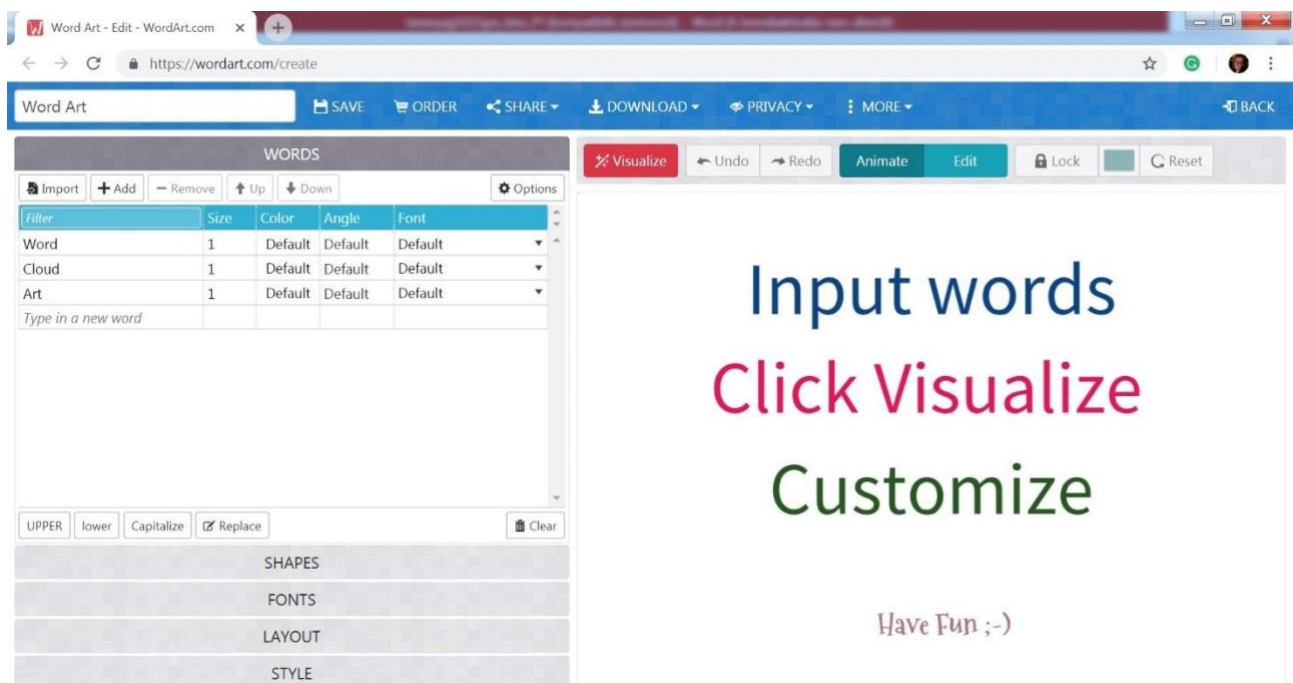 Word Art - Edit - WordArt.com
https://wordart.com/create
Word Art SAVE ORDER SHARE DOWNLOAD PRIVACY MORE BACK
WORDS
Import Add Remove Up Down Options
Filter Size Color Angle Font
Word 1 Default Default Default
Cloud 1 Default Default Default
Art 1 Default Default Default
Type in a new word
UPPER lower Capitalize Replace Clear
SHAPES
FONTS
LAYOUT
STYLE
Visualize Undo Redo Animate Edit Lock Reset
Input words
Click Visualize
Customize
Have Fun ;-)